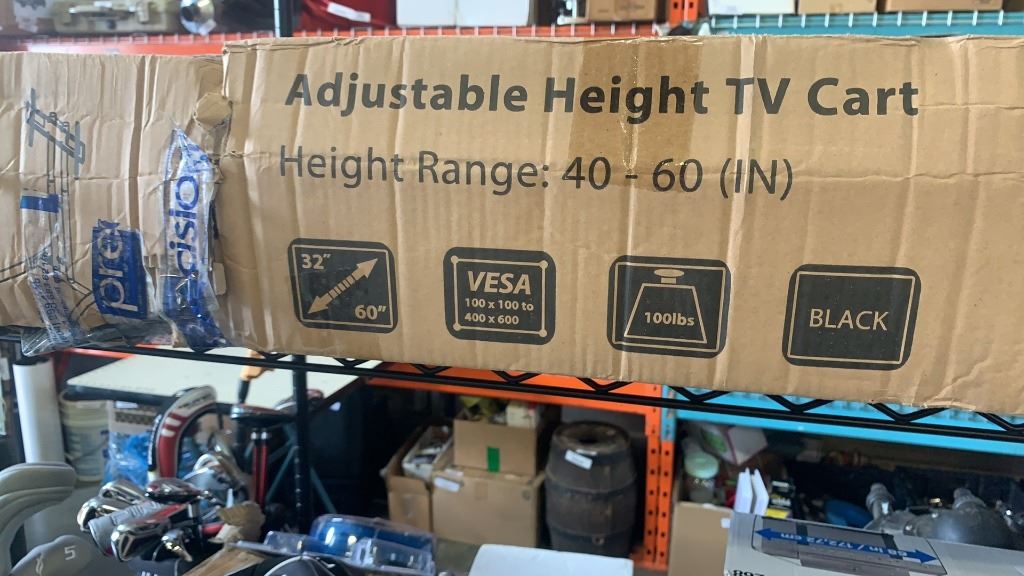 Adjustable Height TV Cart
Height Range: 40 - 60 (IN)
32"
60"
VESA
100 x 100 to
400 x 600
100lbs
BLACK
5